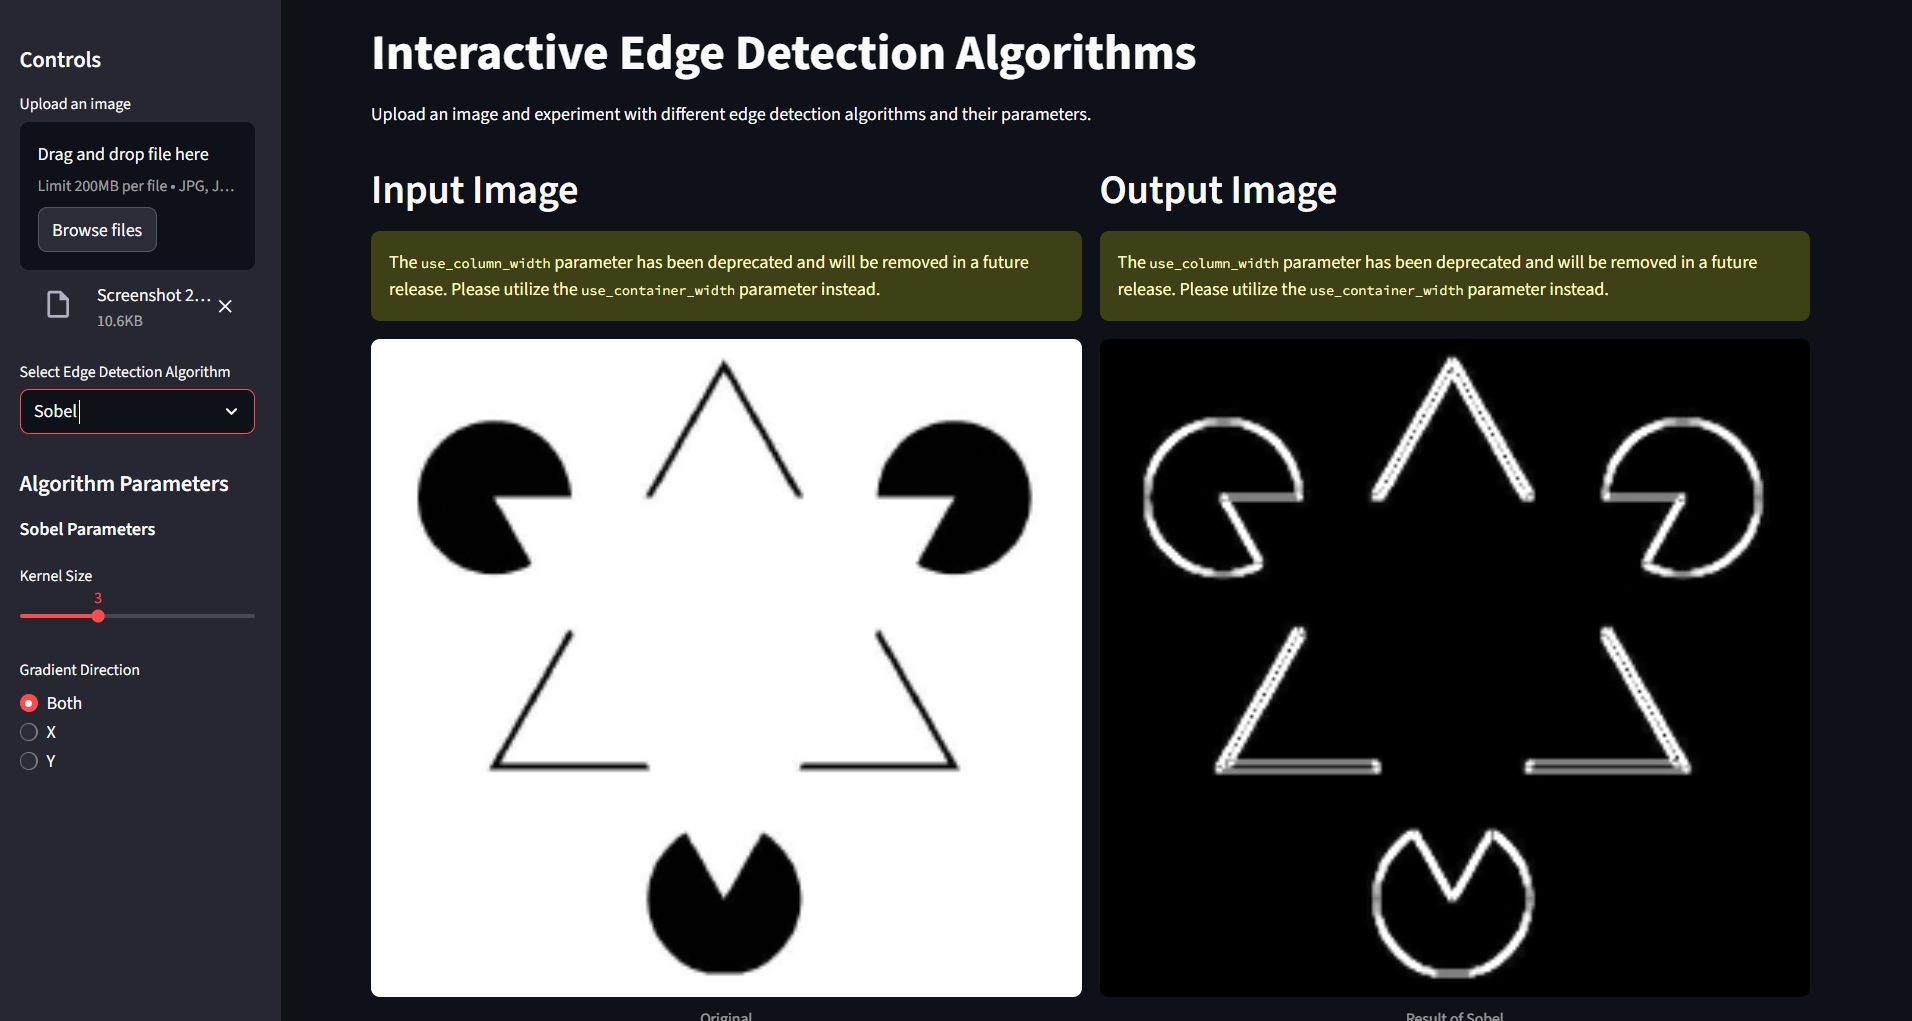 Controls
Upload an image
Drag and drop file here
Limit 200MB per file • JPG, J...
Browse files
Screenshot 2...
10.6KB
Select Edge Detection Algorithm
Sobel
Algorithm Parameters
Sobel Parameters
Kernel Size
3
Gradient Direction
Both
X
Y
Interactive Edge Detection Algorithms
Upload an image and experiment with different edge detection algorithms and their parameters.
Input Image
The use_column_width parameter has been deprecated and will be removed in a future
release. Please utilize the use_container_width parameter instead.
Original
Output Image
The use_column_width parameter has been deprecated and will be removed in a future
release. Please utilize the use_container_width parameter instead.
Result of Sobel